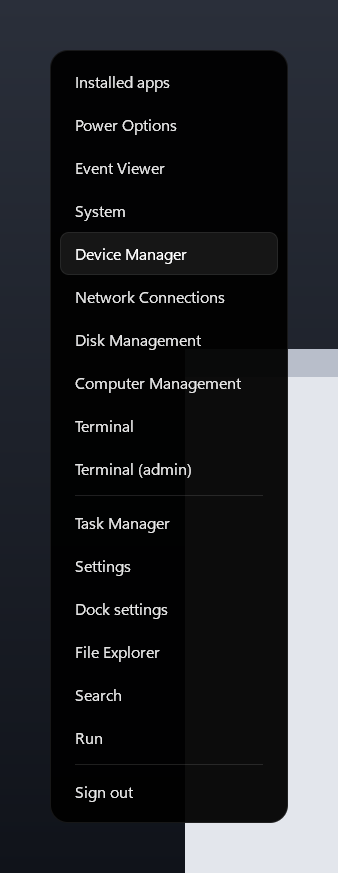 Installed apps
Power Options
Event Viewer
System
Device Manager
Network Connections
Disk Management
Computer Management
Terminal
Terminal (admin)
Task Manager
Settings
Dock settings
File Explorer
Search
Run
Sign out